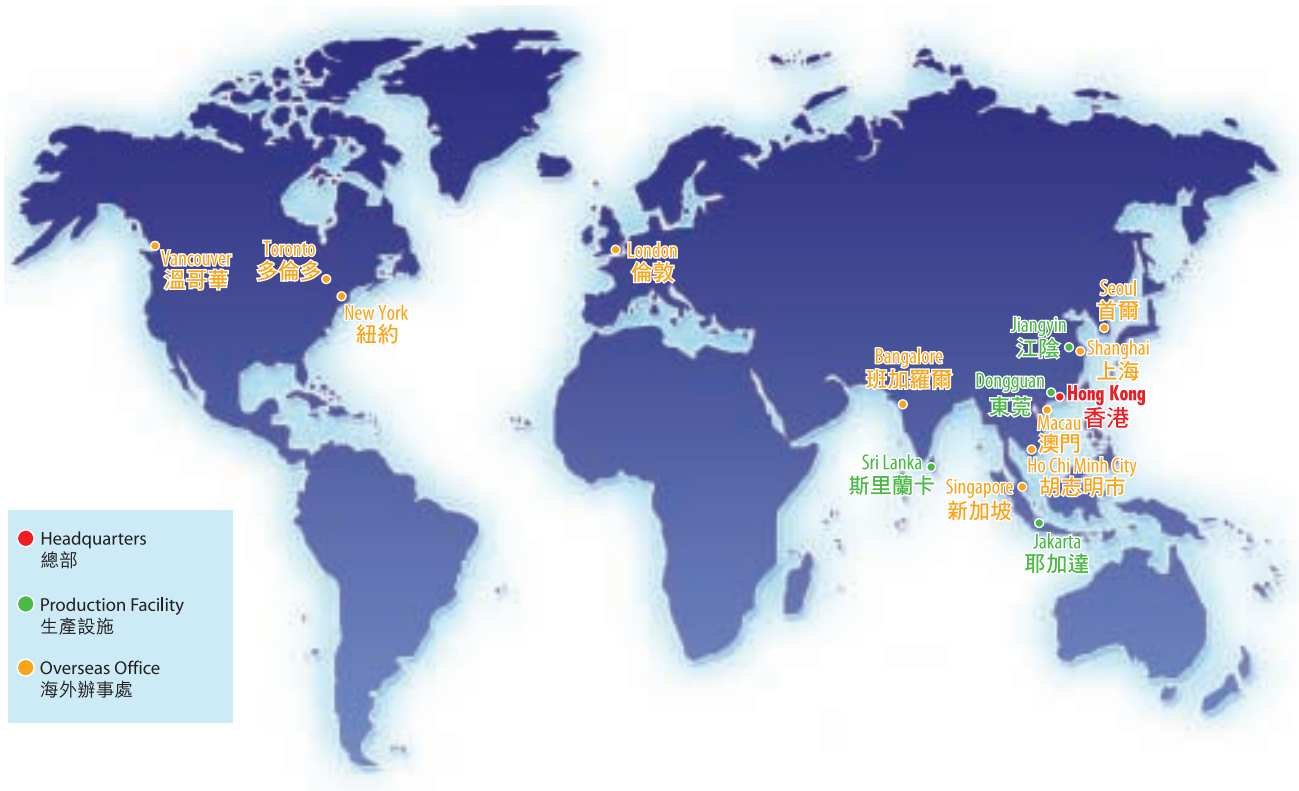 Vancouver
溫哥華
Toronto
多倫多
New York
紐約
London
倫敦
Seoul
首爾
Jiangyin
江陰
Shanghai
上海
Bangalore
班加羅爾
Dongguan
東莞
Hong Kong
香港
Macau
澳門
Sri Lanka
斯里蘭卡
Ho Chi Minh City
胡志明市
Singapore
新加坡
Jakarta
耶加達
Headquarters
總部
Production Facility
生產設施
Overseas Office
海外辦事處